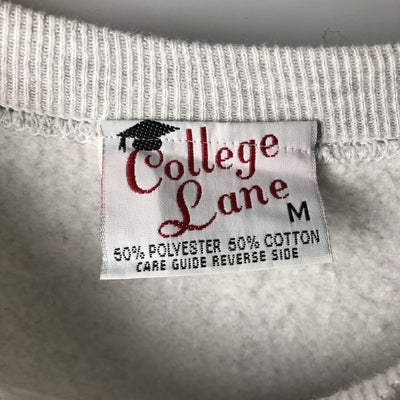 College
Lane
M
50% POLYESTER 50% COTTON
CARE GUIDE REVERSE SIDE